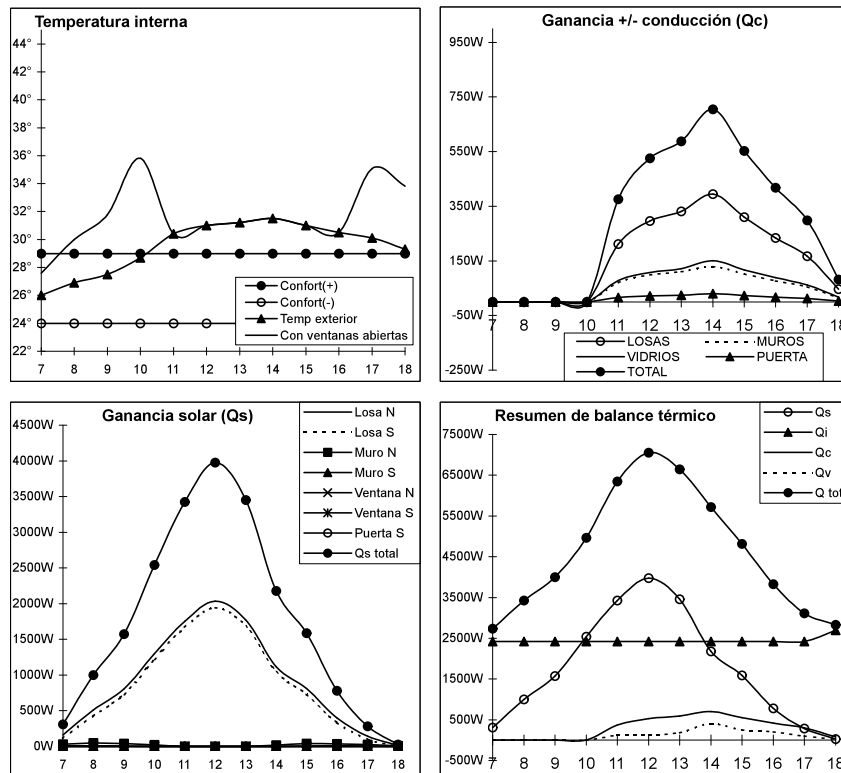 Temperatura interna
44°
42°
40°
38°
36°
34°
32°
30°
28°
26°
24°
22°
7 8 9 10 11 12 13 14 15 16 17 18
Confort(+)
Confort(-)
Temp exterior
Con ventanas abiertas
Ganancia +/- conducción (Qc)
950W
750W
550W
350W
150W
-50W
-250W
7 8 9 10 11 12 13 14 15 16 17 18
LOSAS MUROS
VIDRIOS PUERTA
TOTAL
Ganancia solar (Qs)
4500W
4000W
3500W
3000W
2500W
2000W
1500W
1000W
500W
0W
7 8 9 10 11 12 13 14 15 16 17 18
Losa N
Losa S
Muro N
Muro S
Ventana N
Ventana S
Puerta S
Qs total
Resumen de balance térmico
7500W
6500W
5500W
4500W
3500W
2500W
1500W
500W
-500W
7 8 9 10 11 12 13 14 15 16 17 18
Qs
Qi
Qc
Qv
Q tot